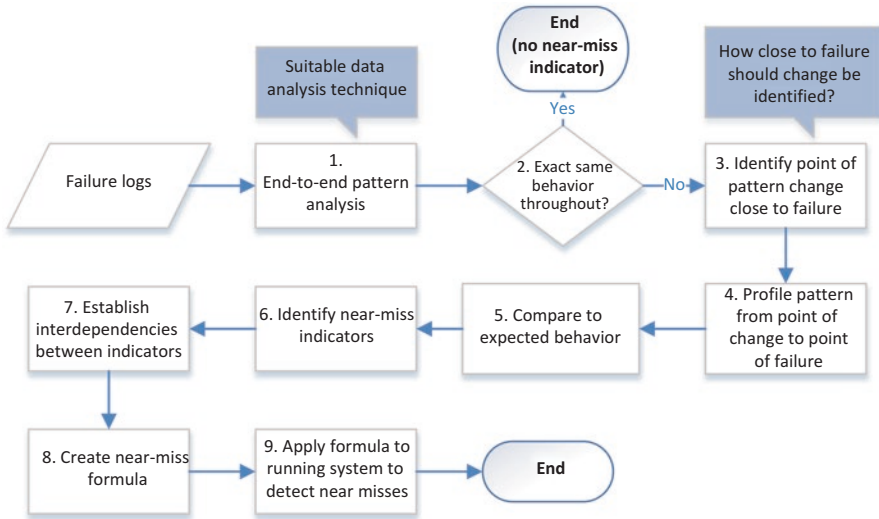 End
(no near-miss
indicator)
How close to failure
should change be
identified?
Suitable data
analysis technique
Yes
Failure logs
1.
End-to-end pattern
analysis
2. Exact same
behavior
throughout?
No
3. Identify point of
pattern change
close to failure
4. Profile pattern
from point of
change to point
of failure
5. Compare to
expected behavior
6. Identify near-miss
indicators
7. Establish
interdependencies
between indicators
8. Create near-miss
formula
9. Apply formula to
running system to
detect near misses
End